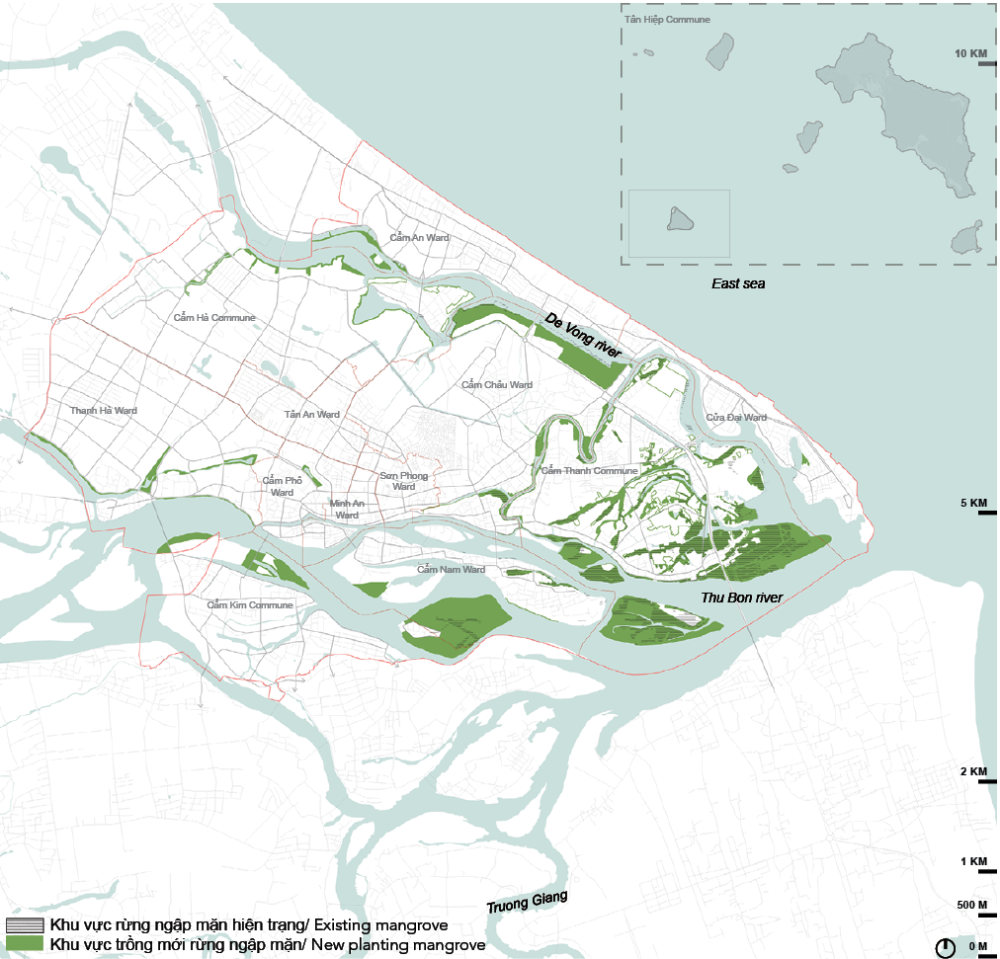 Tân Hiệp Commune
10 KM
East sea
Cẩm An Ward
Cẩm Hà Commune
De Vong river
Cẩm Châu Ward
Thanh Hà Ward
Tân An Ward
Cửa Đại Ward
Cẩm Thanh Commune
Cẩm Phô
Ward
Sơn Phong
Ward
Minh An
Ward
5 KM
Cẩm Nam Ward
Thu Bon river
Cẩm Kim Commune
2 KM
1 KM
Truong Giang
500 M
Khu vực rừng ngập mặn hiện trạng/ Existing mangrove
Khu vực trồng mới rừng ngập mặn/ New planting mangrove
0 M